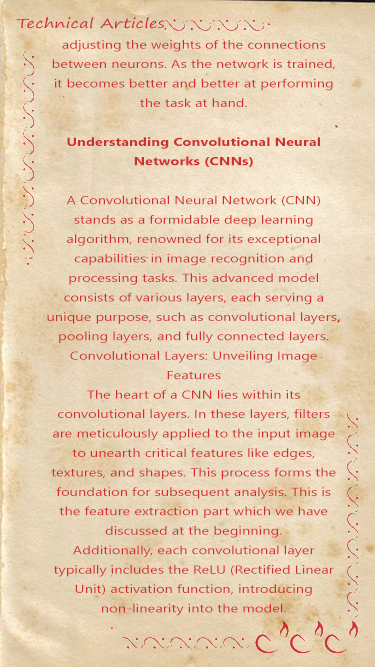 Technical Articles
adjusting the weights of the connections
between neurons. As the network is trained,
it becomes better and better at performing
the task at hand.
Understanding Convolutional Neural
Networks (CNNs)
A Convolutional Neural Network (CNN)
stands as a formidable deep learning
algorithm, renowned for its exceptional
capabilities in image recognition and
processing tasks. This advanced model
consists of various layers, each serving a
unique purpose, such as convolutional layers,
pooling layers, and fully connected layers.
Convolutional Layers: Unveiling Image
Features
The heart of a CNN lies within its
convolutional layers. In these layers, filters
are meticulously applied to the input image
to unearth critical features like edges,
textures, and shapes. This process forms the
foundation for subsequent analysis. This is
the feature extraction part which we have
discussed at the beginning.
Additionally, each convolutional layer
typically includes the ReLU (Rectified Linear
Unit) activation function, introducing
non-linearity into the model.